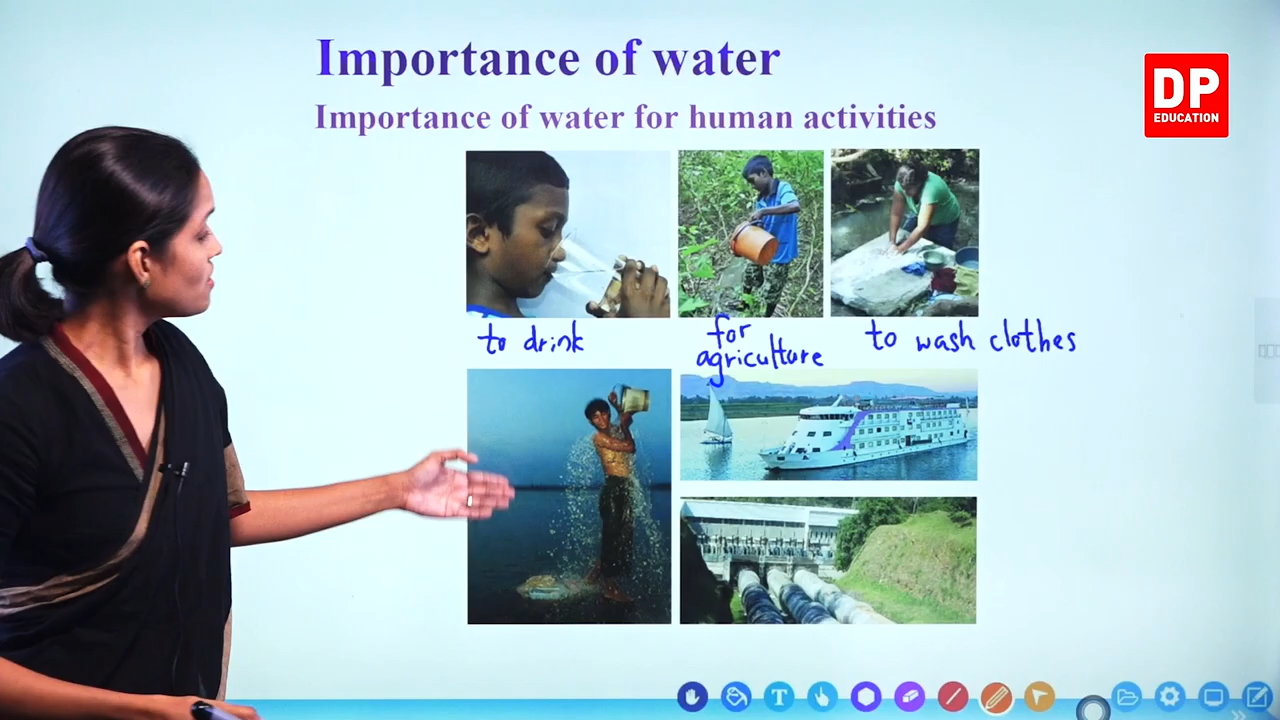 Importance of water
DP
EDUCATION
Importance of water for human activities
to drink
for
agriculture
to wash clothes
T